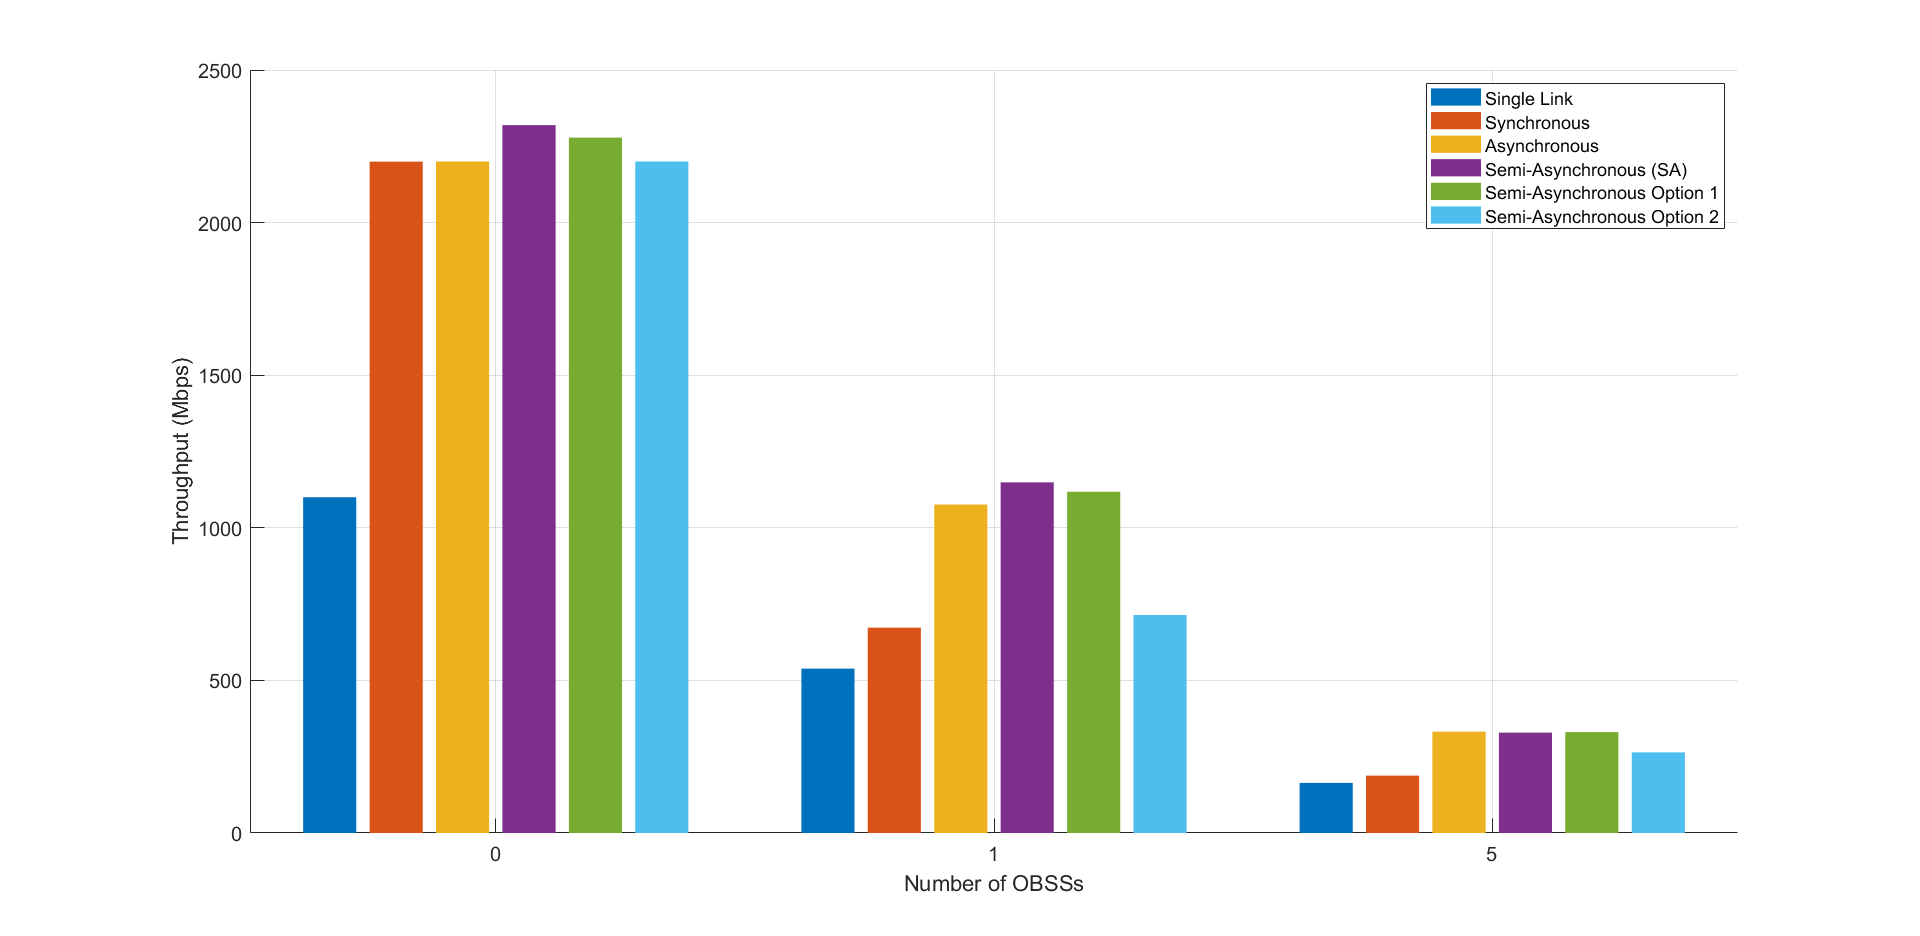 2500
2000
1500
1000
500
0
Throughput (Mbps)
Single Link
Synchronous
Asynchronous
Semi-Asynchronous (SA)
Semi-Asynchronous Option 1
Semi-Asynchronous Option 2
0 1 5
Number of OBSSs